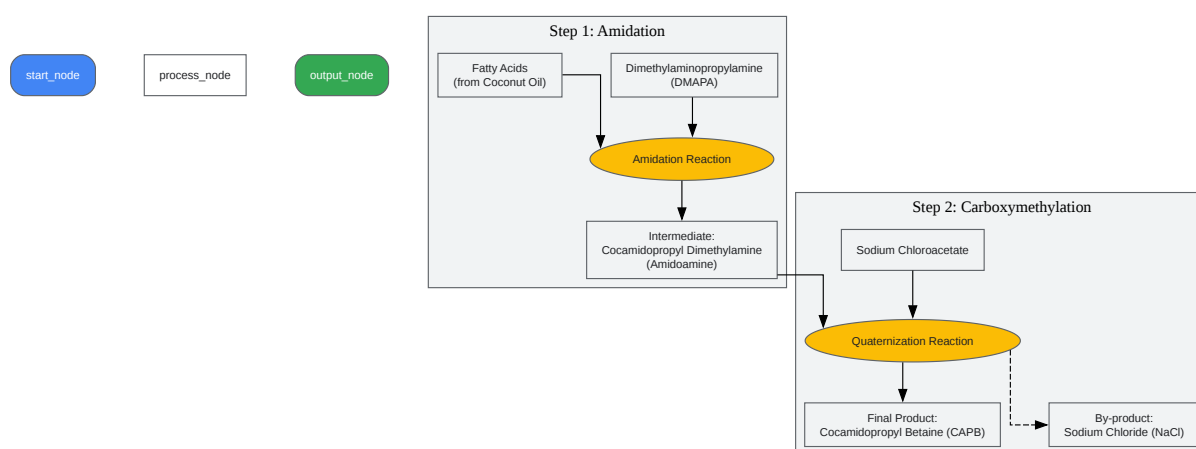 start_node
process_node
output_node
Step 1: Amidation
Fatty Acids
(from Coconut Oil)
Dimethylaminopropylamine
(DMAPA)
Amidation Reaction
Intermediate:
Cocamidopropyl Dimethylamine
(Amidoamine)
Step 2: Carboxymethylation
Sodium Chloroacetate
Quaternization Reaction
Final Product:
Cocamidopropyl Betaine (CAPB)
By-product:
Sodium Chloride (NaCl)